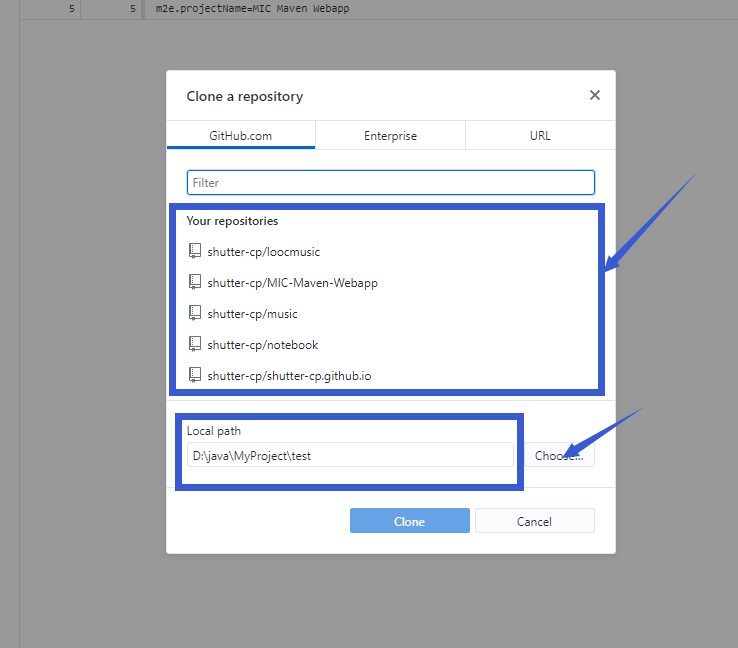 5 5 m2e.projectName=MIC Maven Webapp
Clone a repository
GitHub.com Enterprise URL
Filter
Your repositories
shutter-cp/loocmusic
shutter-cp/MIC-Maven-Webapp
shutter-cp/music
shutter-cp/notebook
shutter-cp/shutter-cp.github.io
Local path
D:\java\MyProject\test Choose...
Clone Cancel